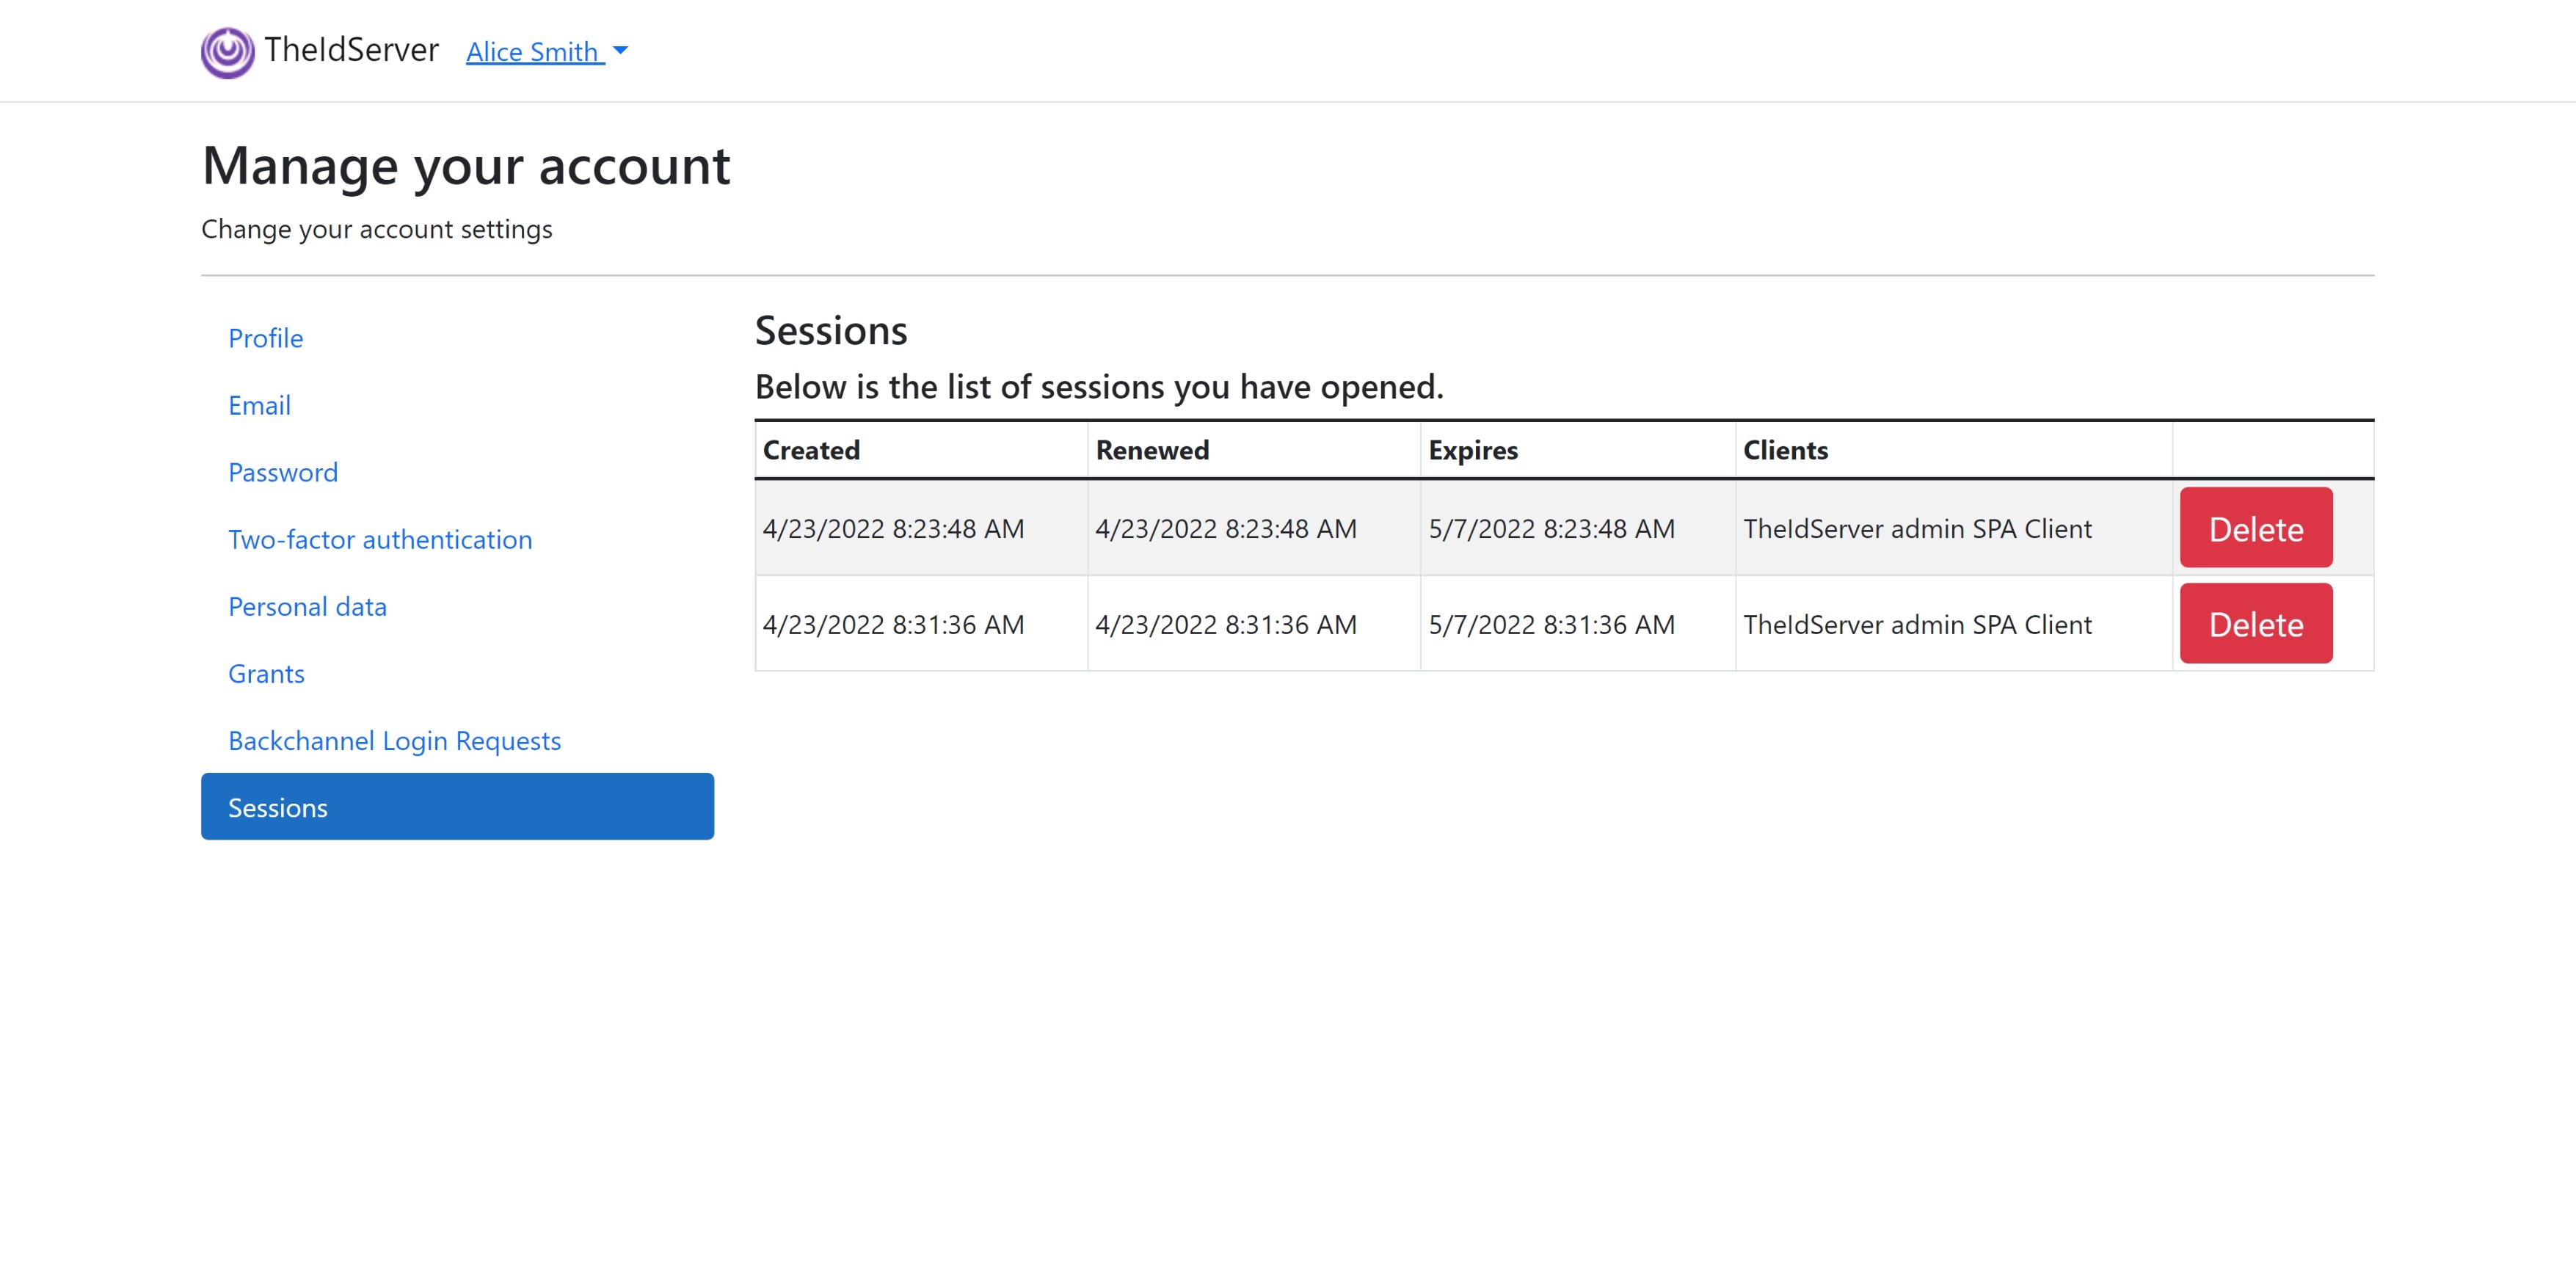 TheIdServer Alice Smith
Manage your account
Change your account settings
Profile
Email
Password
Two-factor authentication
Personal data
Grants
Backchannel Login Requests
Sessions
Sessions
Below is the list of sessions you have opened.
Created Renewed Expires Clients
4/23/2022 8:23:48 AM 4/23/2022 8:23:48 AM 5/7/2022 8:23:48 AM TheIdServer admin SPA Client Delete
4/23/2022 8:31:36 AM 4/23/2022 8:31:36 AM 5/7/2022 8:31:36 AM TheIdServer admin SPA Client Delete